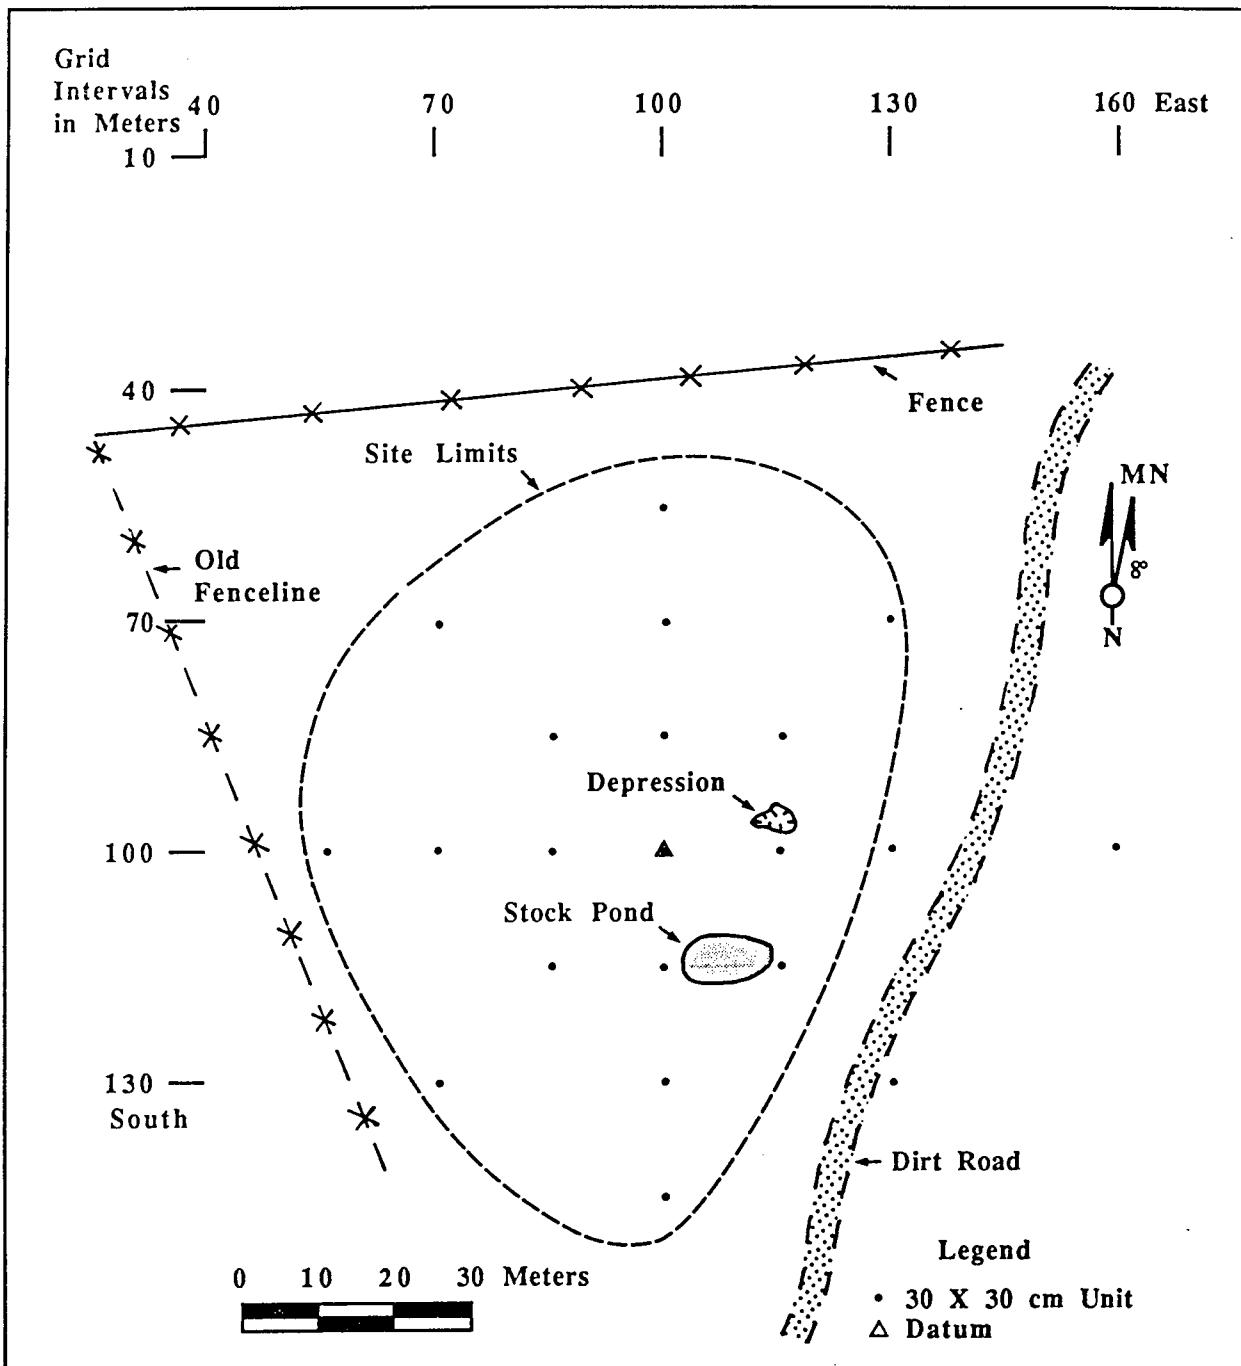 Grid
Intervals
in Meters
40 70 100 130 160 East
10
40
Fence
Site Limits
MN
Old
Fenceline
8°
70
N
Depression
100
Stock Pond
130
South
Dirt Road
Legend
0 10 20 30 Meters
30 X 30 cm Unit
Datum